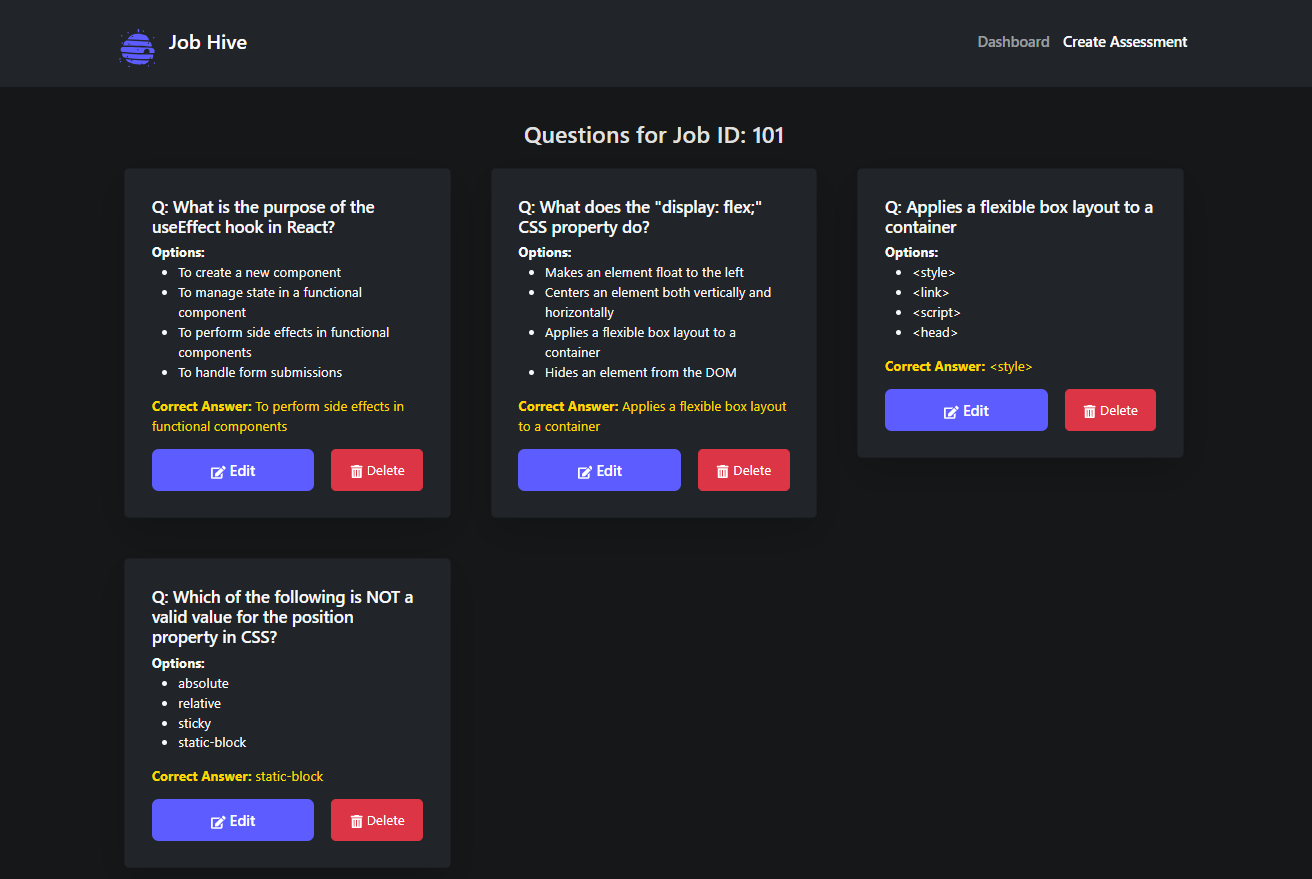 Job Hive
Dashboard
Create Assessment
Questions for Job ID: 101
Q: What is the purpose of the
useEffect hook in React?
Options:
To create a new component
To manage state in a functional
component
To perform side effects in functional
components
To handle form submissions
Correct Answer: To perform side effects in
functional components
Edit
Delete
Q: What does the "display: flex;"
CSS property do?
Options:
Makes an element float to the left
Centers an element both vertically and
horizontally
Applies a flexible box layout to a
container
Hides an element from the DOM
Correct Answer: Applies a flexible box layout
to a container
Edit
Delete
Q: Applies a flexible box layout to a
container
Options:
<style>
<link>
<script>
<head>
Correct Answer: <style>
Edit
Delete
Q: Which of the following is NOT a
valid value for the position
property in CSS?
Options:
absolute
relative
sticky
static-block
Correct Answer: static-block
Edit
Delete